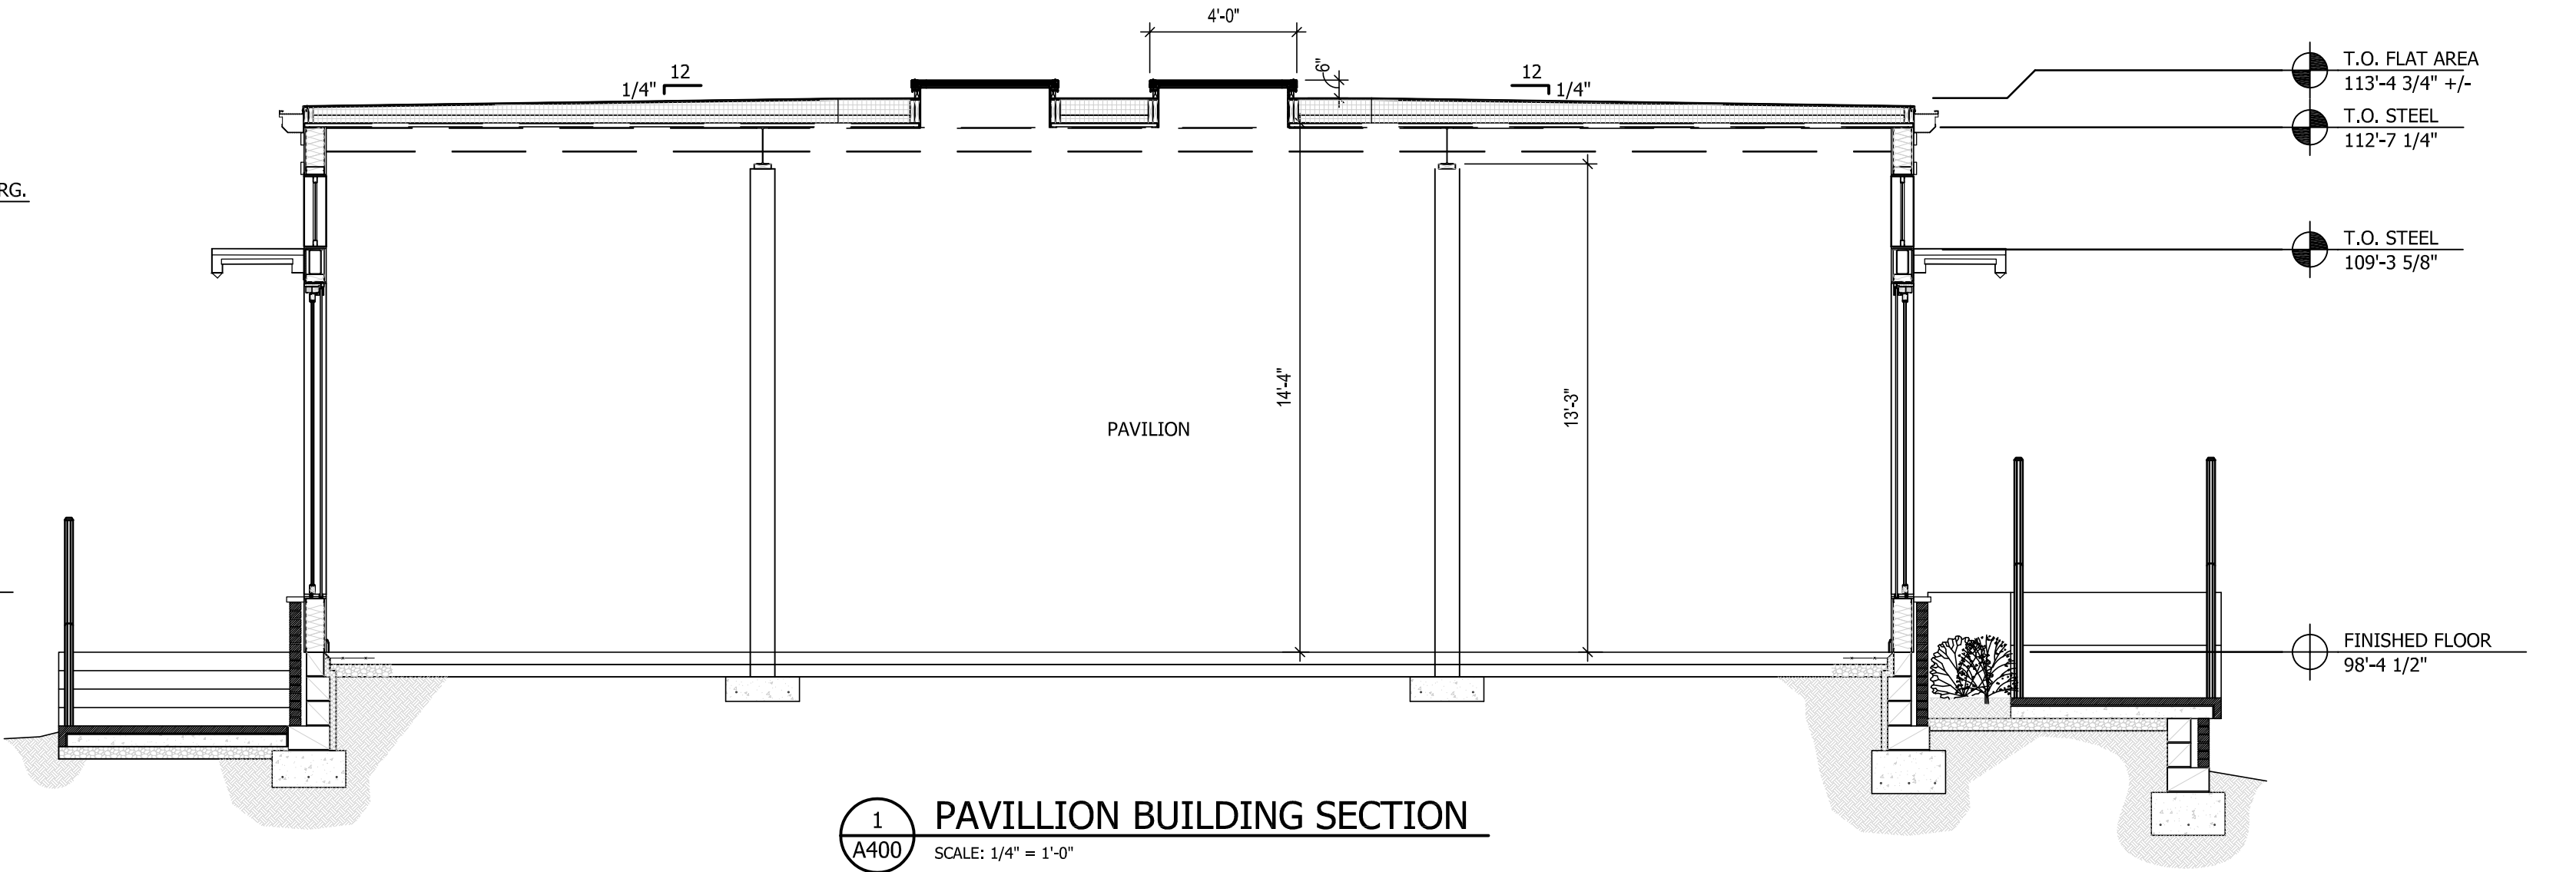 4'-0"
6"
12
1/4"
12
1/4"
T.O. FLAT AREA
113'-4 3/4" +/-
T.O. STEEL
112'-7 1/4"
RG.
T.O. STEEL
109'-3 5/8"
14'-4"
13'-3"
PAVILION
FINISHED FLOOR
98'-4 1/2"
1
A400
PAVILLION BUILDING SECTION
SCALE: 1/4" = 1'-0"